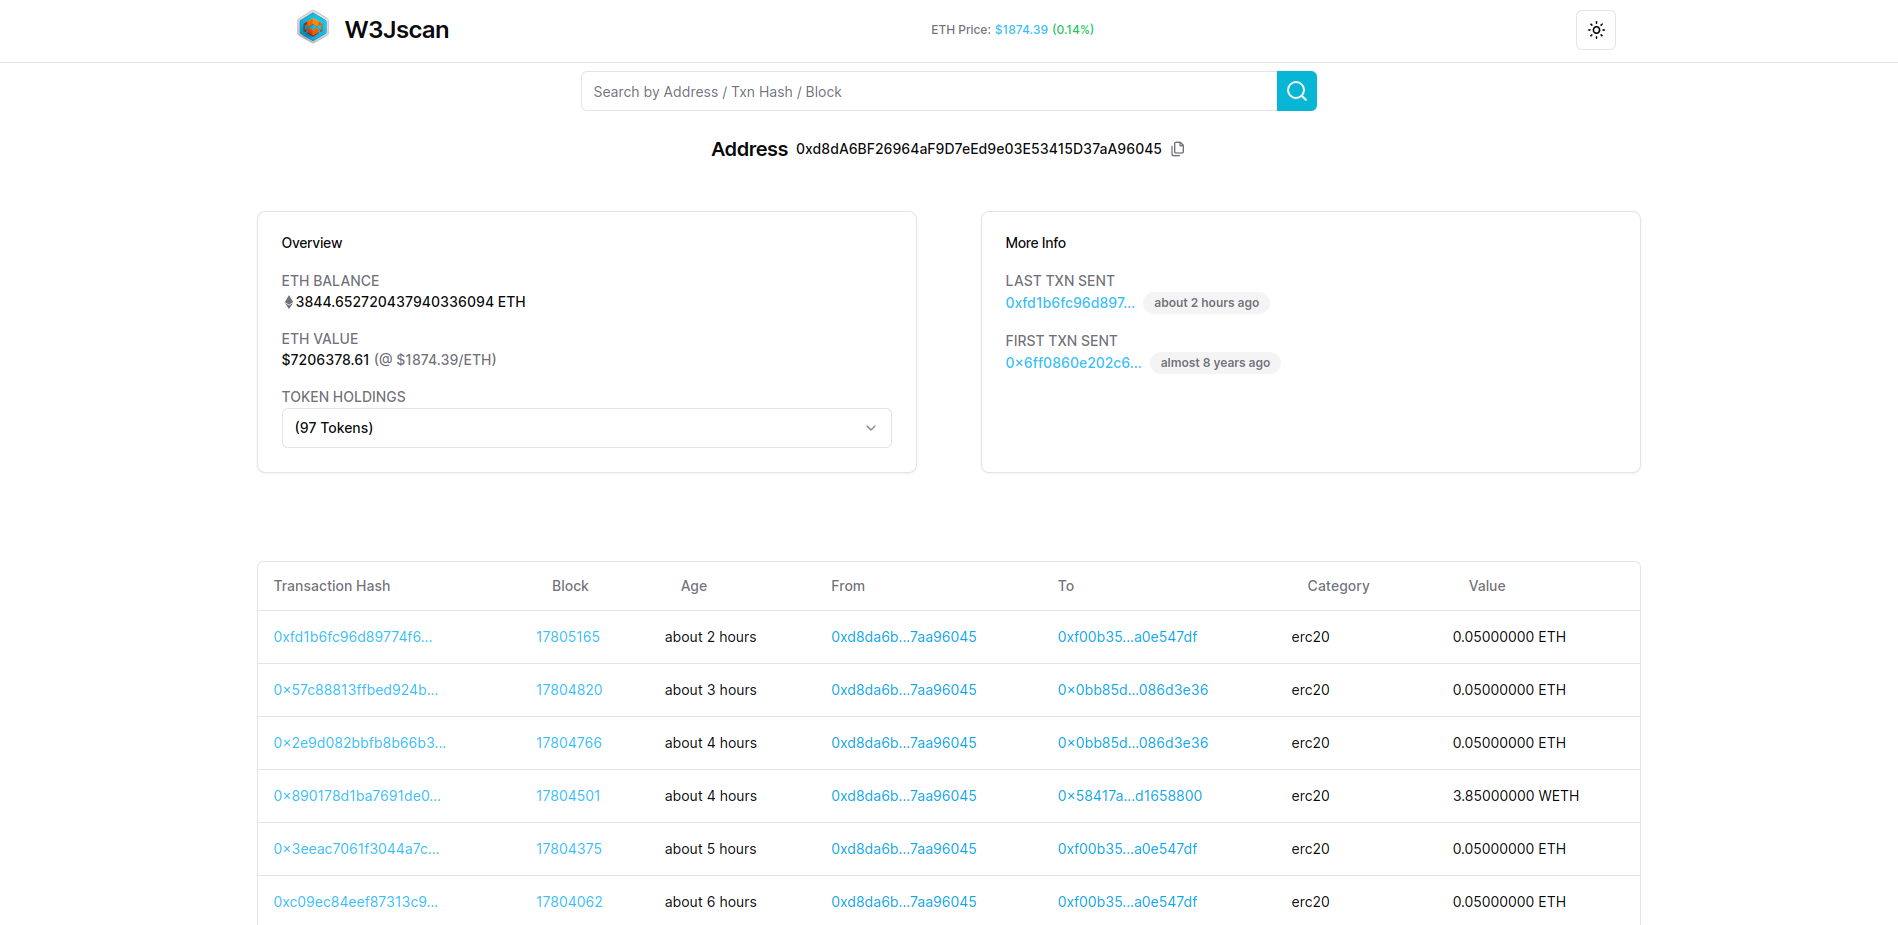 W3Jscan
ETH Price: $1874.39 (0.14%)
Search by Address / Txn Hash / Block
Address 0xd8dA6BF26964aF9D7eEd9e03E53415D37aA96045
Overview
ETH BALANCE
3844.652720437940336094 ETH
ETH VALUE
$7206378.61 (@ $1874.39/ETH)
TOKEN HOLDINGS
(97 Tokens)
More Info
LAST TXN SENT
0xfd1b6fc96d897... about 2 hours ago
FIRST TXN SENT
0x6ff0860e202c6... almost 8 years ago
Transaction Hash Block Age From To Category Value
0xfd1b6fc96d89774f6... 17805165 about 2 hours 0xd8da6b...7aa96045 0xf00b35...a0e547df erc20 0.05000000 ETH
0x57c88813ffbed924b... 17804820 about 3 hours 0xd8da6b...7aa96045 0x0bb85d...086d3e36 erc20 0.05000000 ETH
0x2e9d082bbfb8b66b3... 17804766 about 4 hours 0xd8da6b...7aa96045 0x0bb85d...086d3e36 erc20 0.05000000 ETH
0x890178d1ba7691de0... 17804501 about 4 hours 0xd8da6b...7aa96045 0x58417a...d1658800 erc20 3.85000000 WETH
0x3eeac7061f3044a7c... 17804375 about 5 hours 0xd8da6b...7aa96045 0xf00b35...a0e547df erc20 0.05000000 ETH
0xc09ec84eef87313c9... 17804062 about 6 hours 0xd8da6b...7aa96045 0xf00b35...a0e547df erc20 0.05000000 ETH